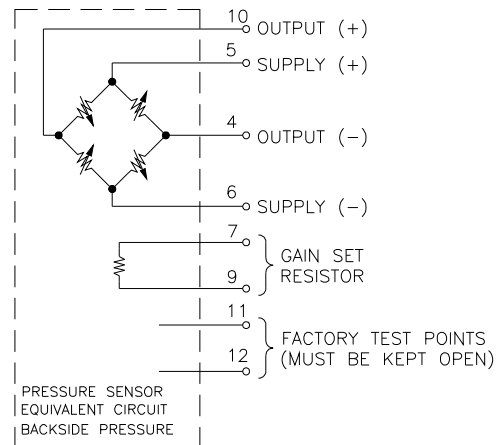 10 OUTPUT (+)
5 SUPPLY (+)
4 OUTPUT (-)
6 SUPPLY (-)
7
GAIN SET
RESISTOR
9
11
FACTORY TEST POINTS
(MUST BE KEPT OPEN)
12
PRESSURE SENSOR
EQUIVALENT CIRCUIT
BACKSIDE PRESSURE